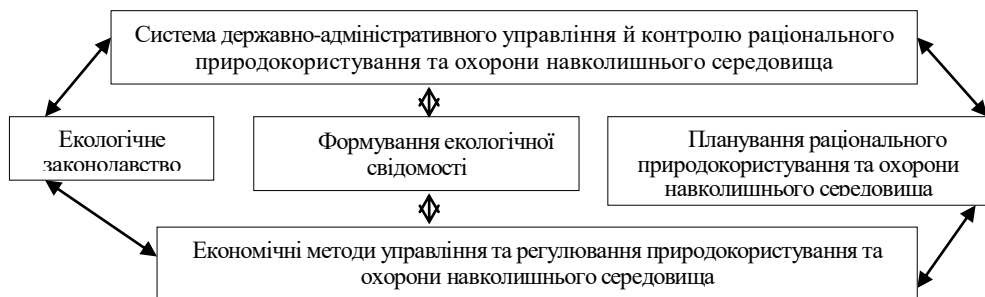 Система державно-адміністративного управління й контролю раціонального
природокористування та охорони навколишнього середовища
Екологічне
законодавство
Формування екологічної
свідомості
Планування раціонального
природокористування та охорони
навколишнього середовища
Економічні методи управління та регулювання природокористування та
охорони навколишнього середовища